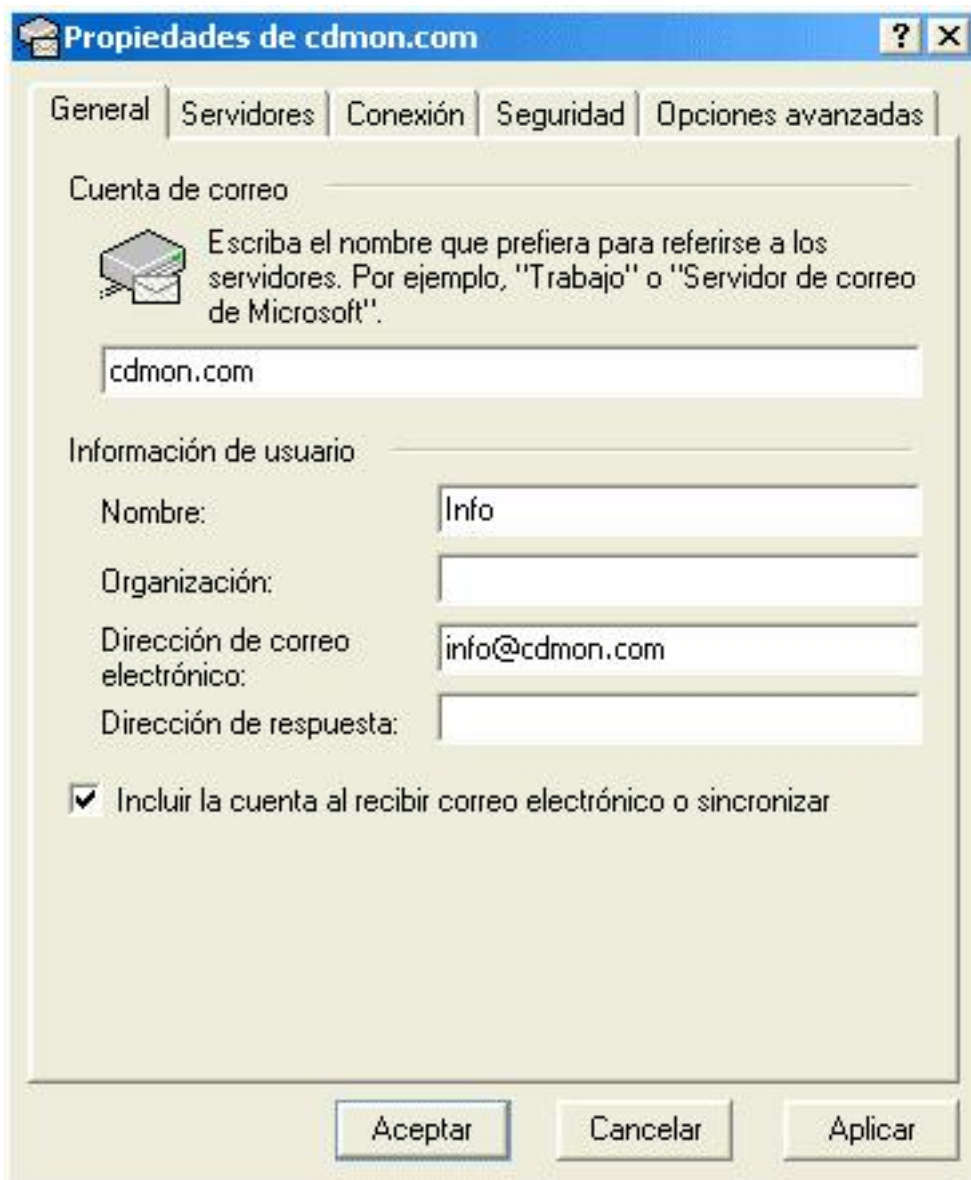 Propiedades de cdmon.com
General Servidores Conexión Seguridad Opciones avanzadas
Cuenta de correo
Escriba el nombre que prefiera para referirse a los
servidores. Por ejemplo, "Trabajo" o "Servidor de correo
de Microsoft".
cdmon.com
Información de usuario
Nombre: Info
Organización:
Dirección de correo
electrónico: info@cdmon.com
Dirección de respuesta:
Incluir la cuenta al recibir correo electrónico o sincronizar
Aceptar Cancelar Aplicar